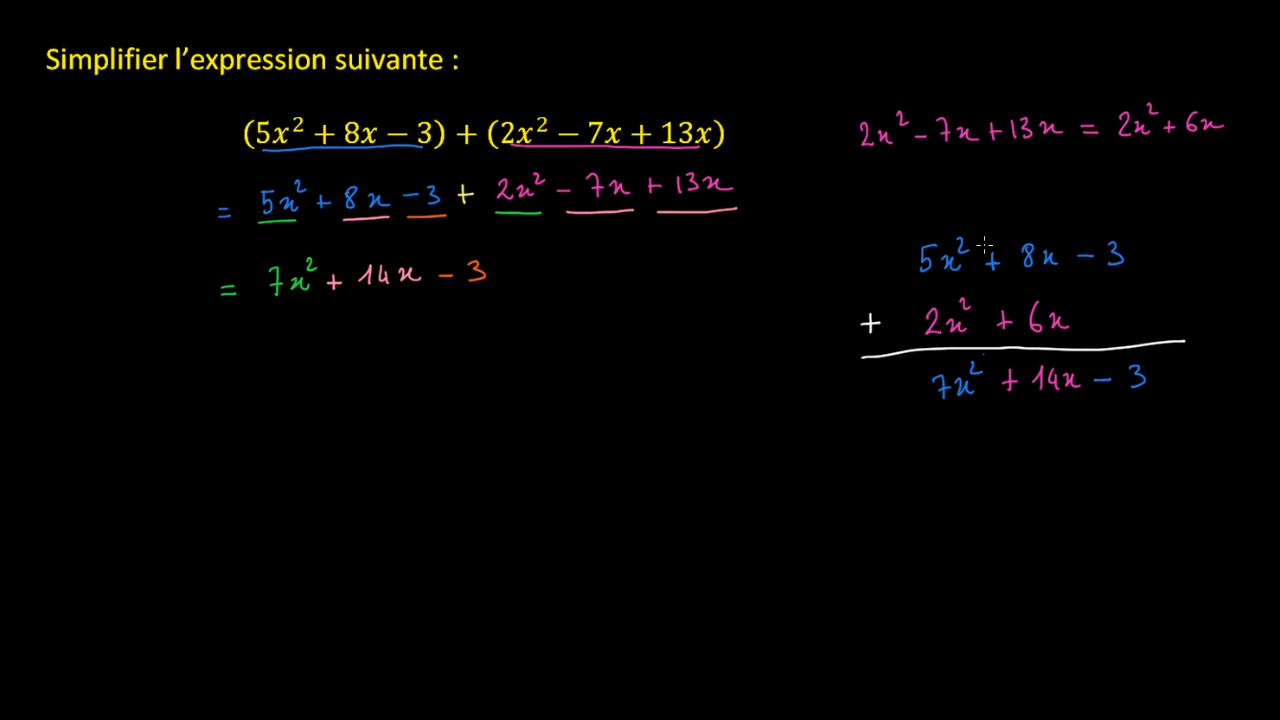 Simplifier l’expression suivante :
(5x² + 8x − 3) + (2x² − 7x + 13x)
= 5x² + 8x − 3 + 2x² − 7x + 13x
= 7x² + 14x − 3
2x² − 7x + 13x = 2x² + 6x
5x² + 8x − 3
+ 2x² + 6x
7x² + 14x − 3